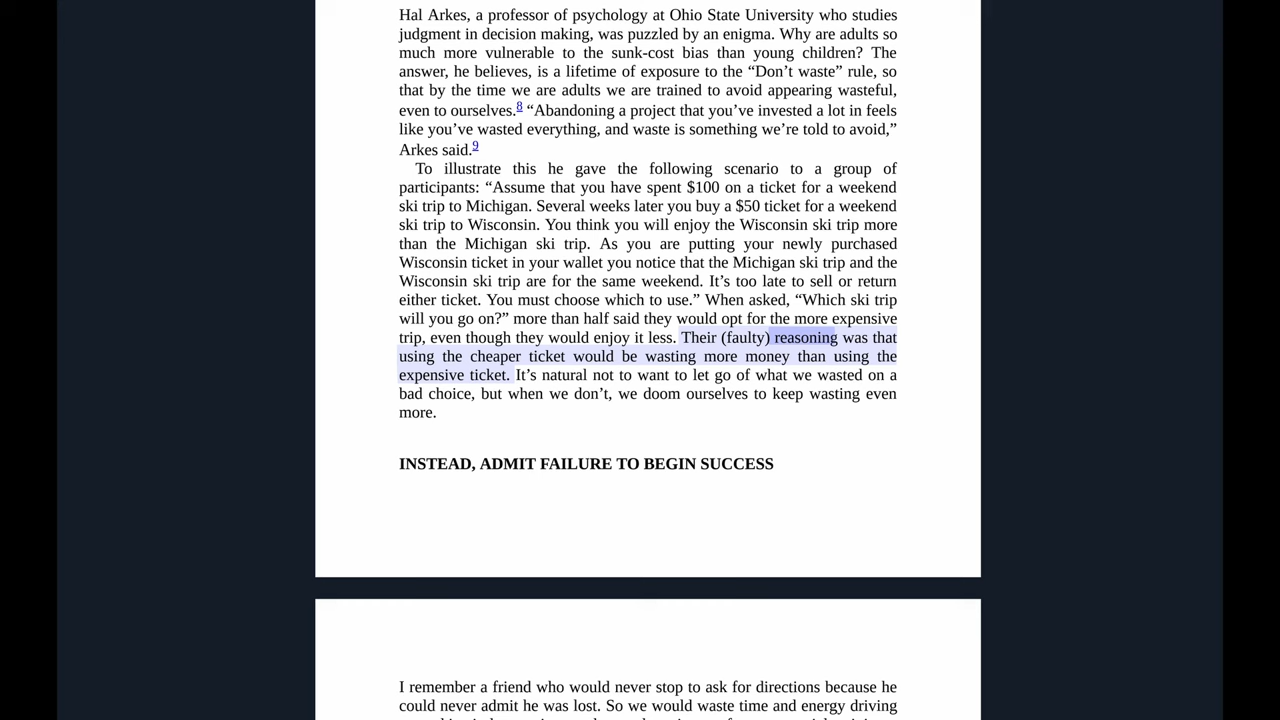 Hal Arkes, a professor of psychology at Ohio State University who studies
judgment in decision making, was puzzled by an enigma. Why are adults so
much more vulnerable to the sunk-cost bias than young children? The
answer, he believes, is a lifetime of exposure to the “Don’t waste” rule, so
that by the time we are adults we are trained to avoid appearing wasteful,
even to ourselves.8 “Abandoning a project that you’ve invested a lot in feels
like you’ve wasted everything, and waste is something we’re told to avoid,”
Arkes said.9
To illustrate this he gave the following scenario to a group of
participants: “Assume that you have spent $100 on a ticket for a weekend
ski trip to Michigan. Several weeks later you buy a $50 ticket for a weekend
ski trip to Wisconsin. You think you will enjoy the Wisconsin ski trip more
than the Michigan ski trip. As you are putting your newly purchased
Wisconsin ticket in your wallet you notice that the Michigan ski trip and the
Wisconsin ski trip are for the same weekend. It’s too late to sell or return
either ticket. You must choose which to use.” When asked, “Which ski trip
will you go on?” more than half said they would opt for the more expensive
trip, even though they would enjoy it less. Their (faulty) reasoning was that
using the cheaper ticket would be wasting more money than using the
expensive ticket. It’s natural not to want to let go of what we wasted on a
bad choice, but when we don’t, we doom ourselves to keep wasting even
more.
INSTEAD, ADMIT FAILURE TO BEGIN SUCCESS
I remember a friend who would never stop to ask for directions because he
could never admit he was lost. So we would waste time and energy driving